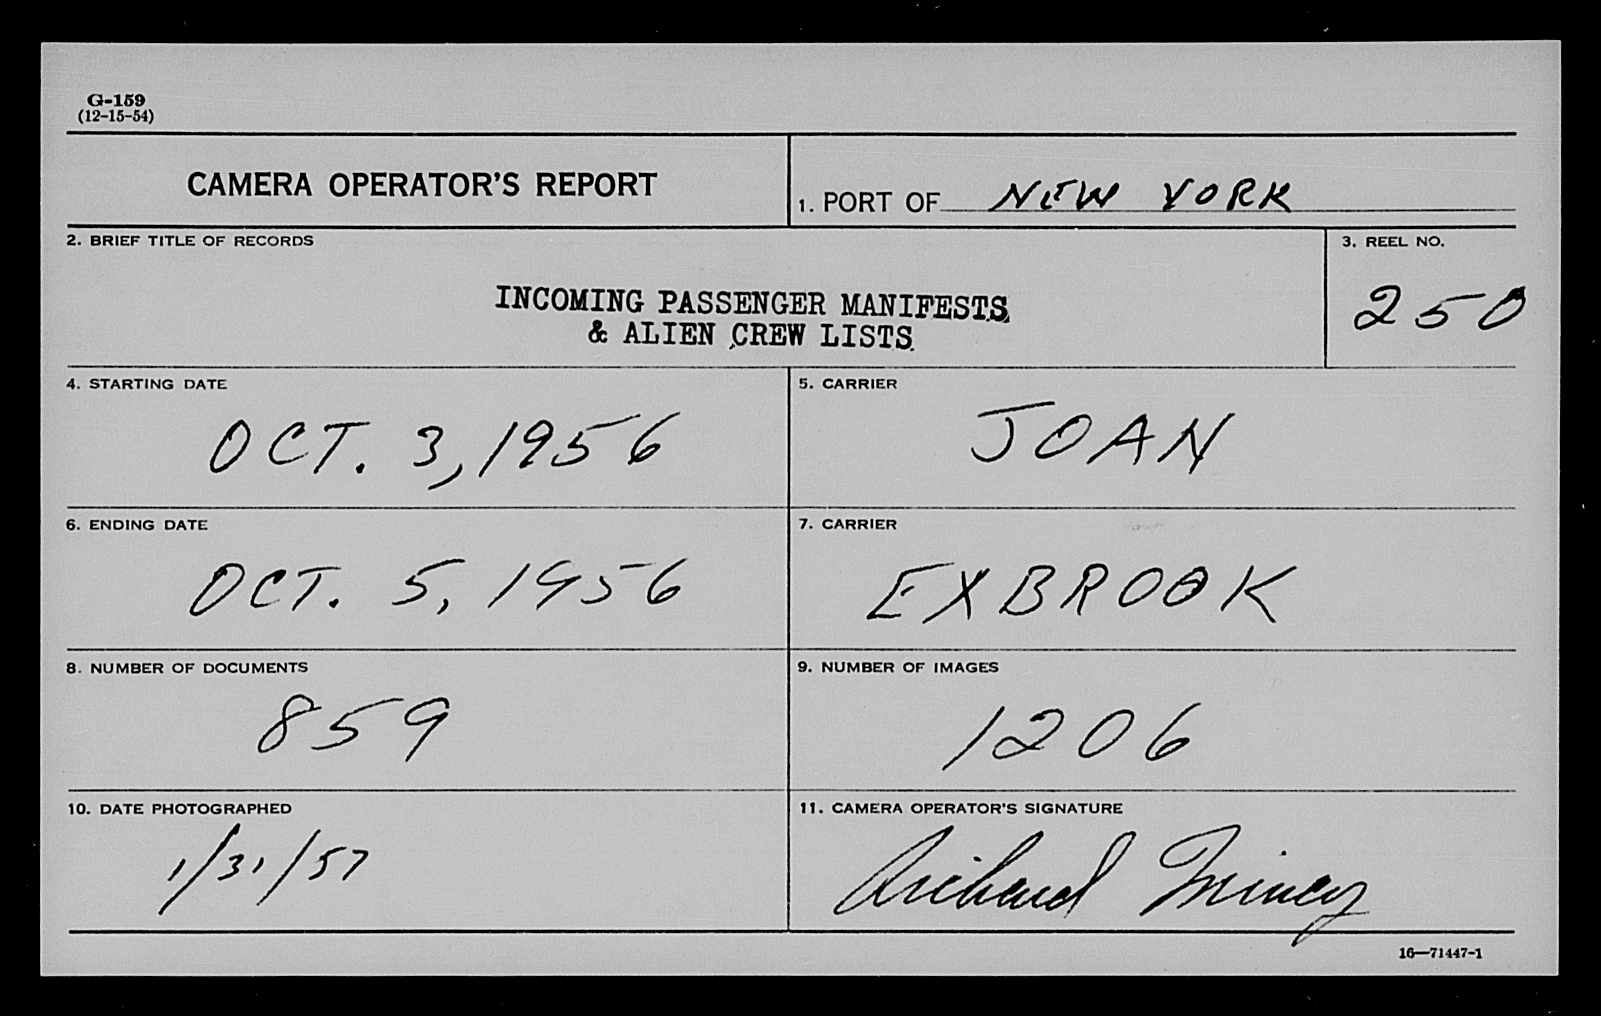 G-159
(12-15-54)
CAMERA OPERATOR'S REPORT
1. PORT OF NEW YORK
2. BRIEF TITLE OF RECORDS
3. REEL NO.
INCOMING PASSENGER MANIFESTS
& ALIEN CREW LISTS
250
4. STARTING DATE
5. CARRIER
OCT. 3, 1956
JOAN
6. ENDING DATE
7. CARRIER
OCT. 5, 1956
EXBROOK
8. NUMBER OF DOCUMENTS
9. NUMBER OF IMAGES
859
1206
10. DATE PHOTOGRAPHED
11. CAMERA OPERATOR'S SIGNATURE
1/31/57
Richard
16—71447-1